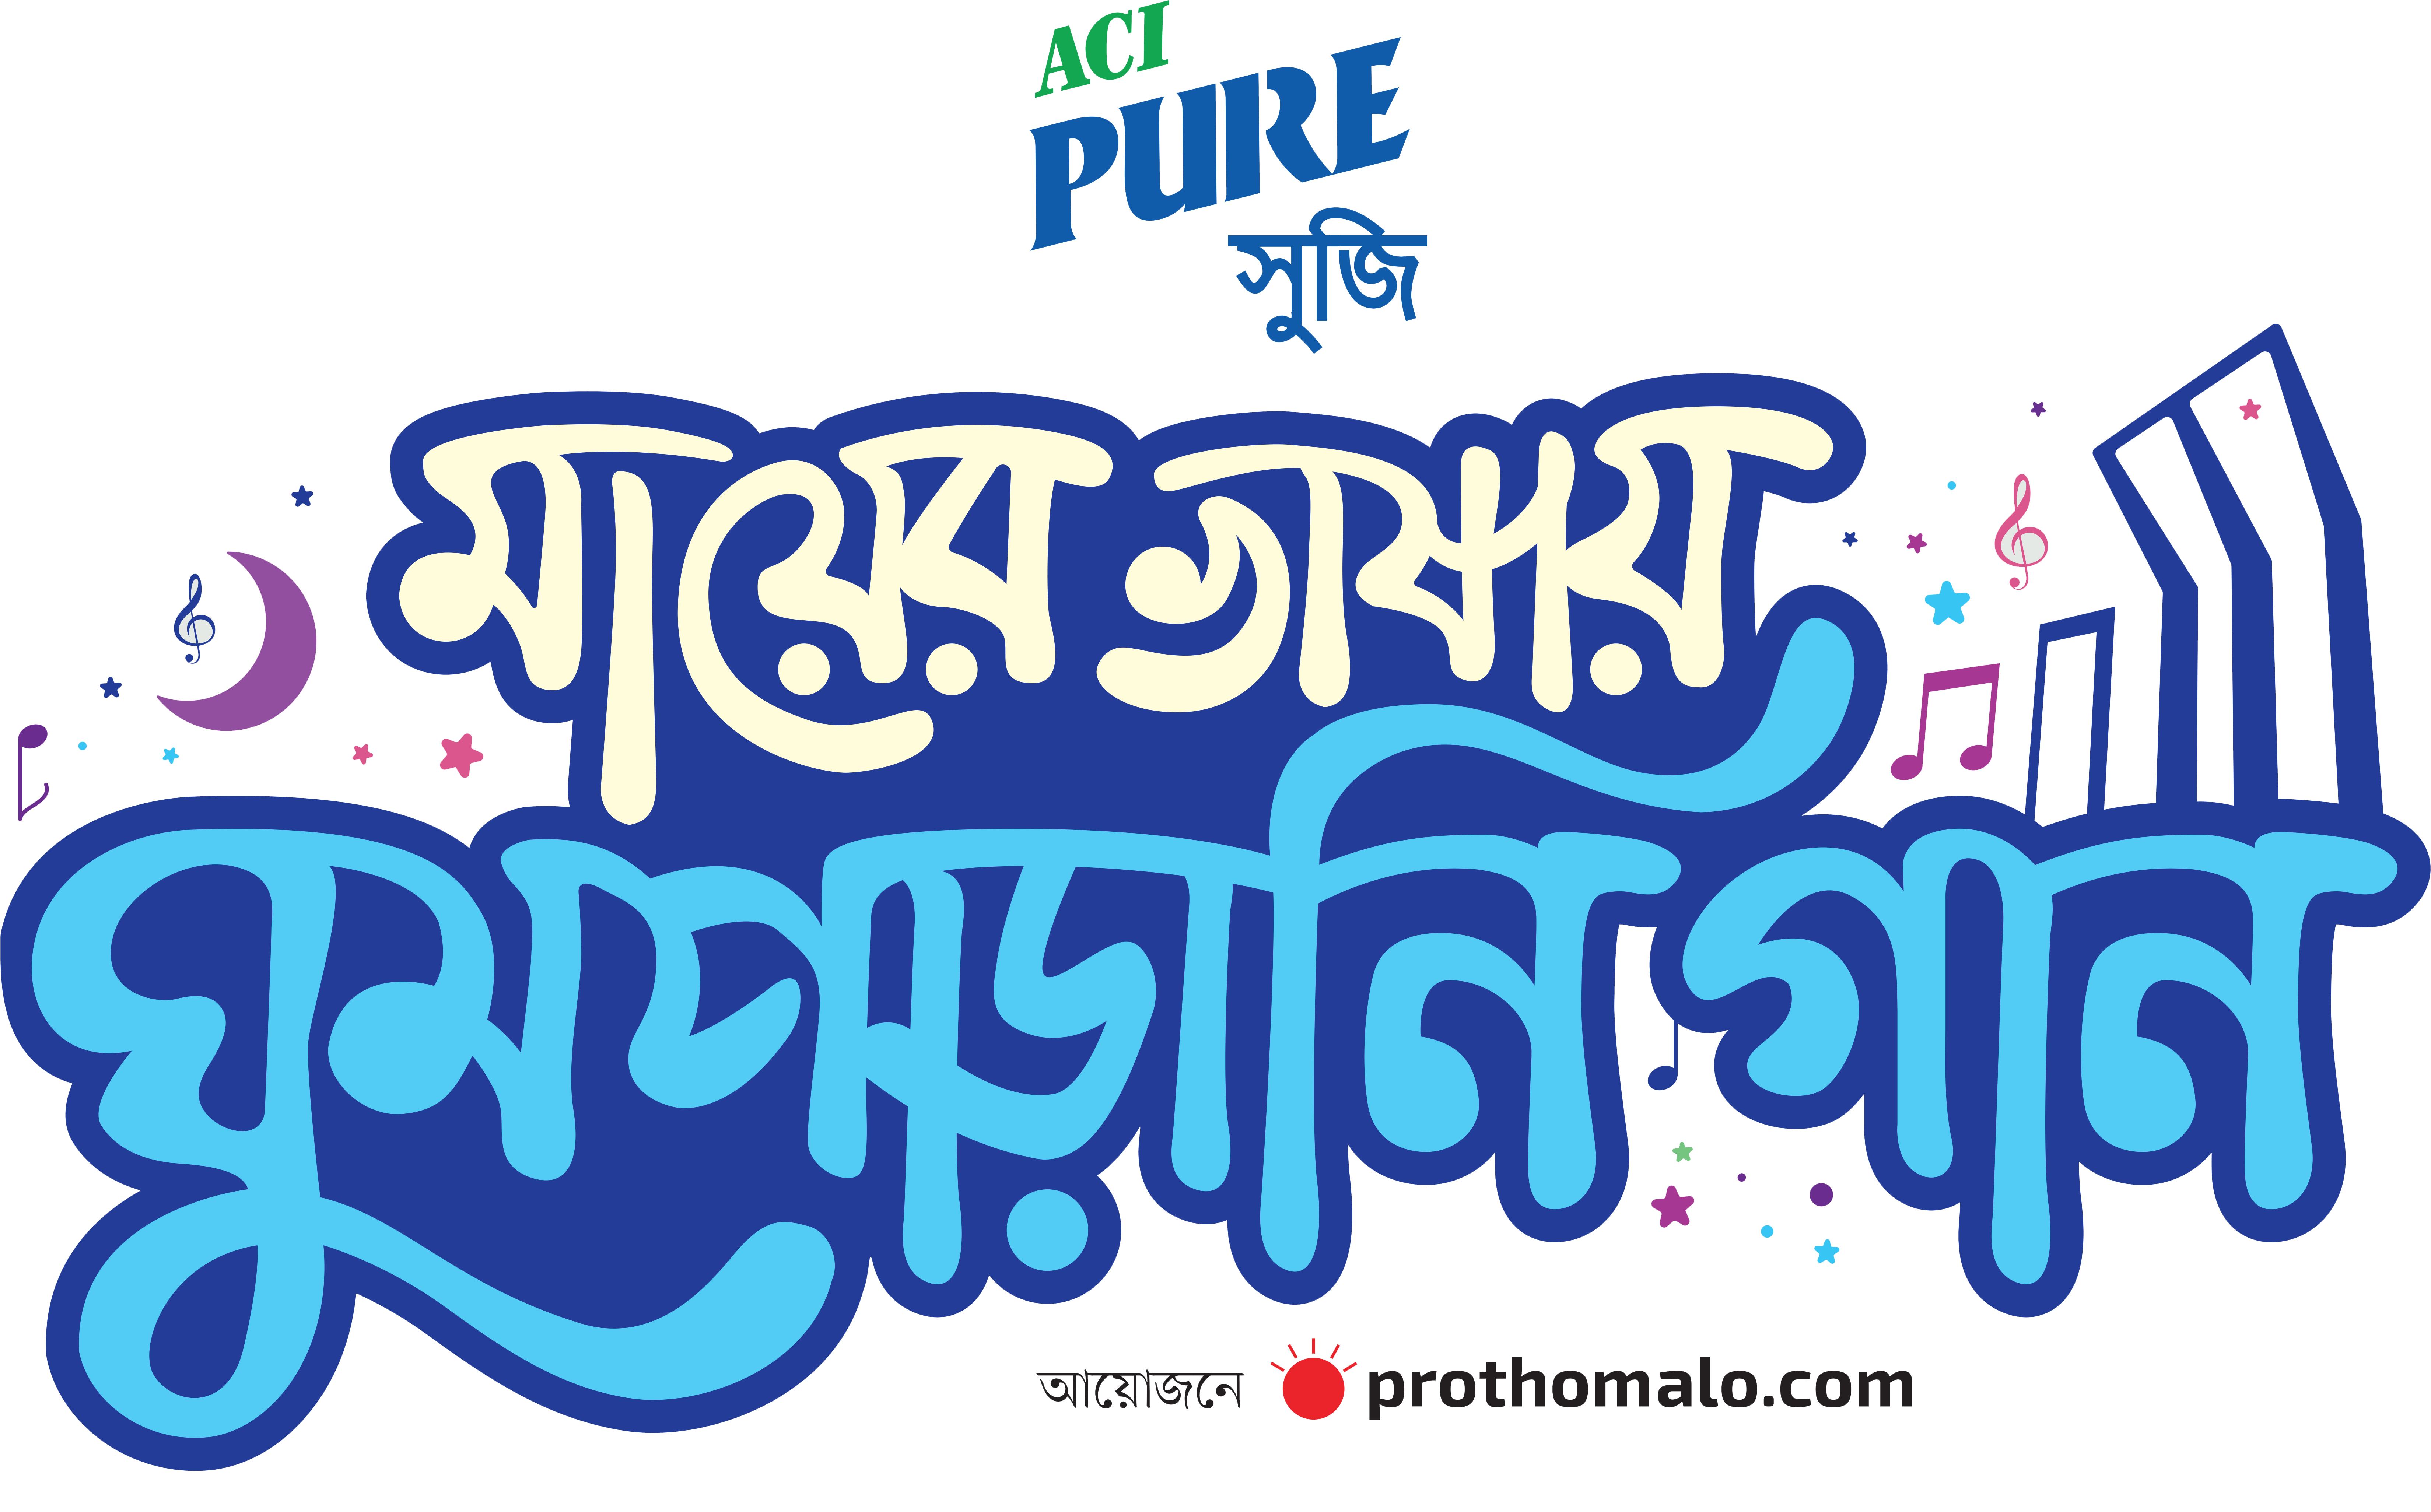 ACI
PURE
সুজি
মায়ের ভাষায়
ঘুমপাড়ানি গান
আয়োজনে prothomalo.com